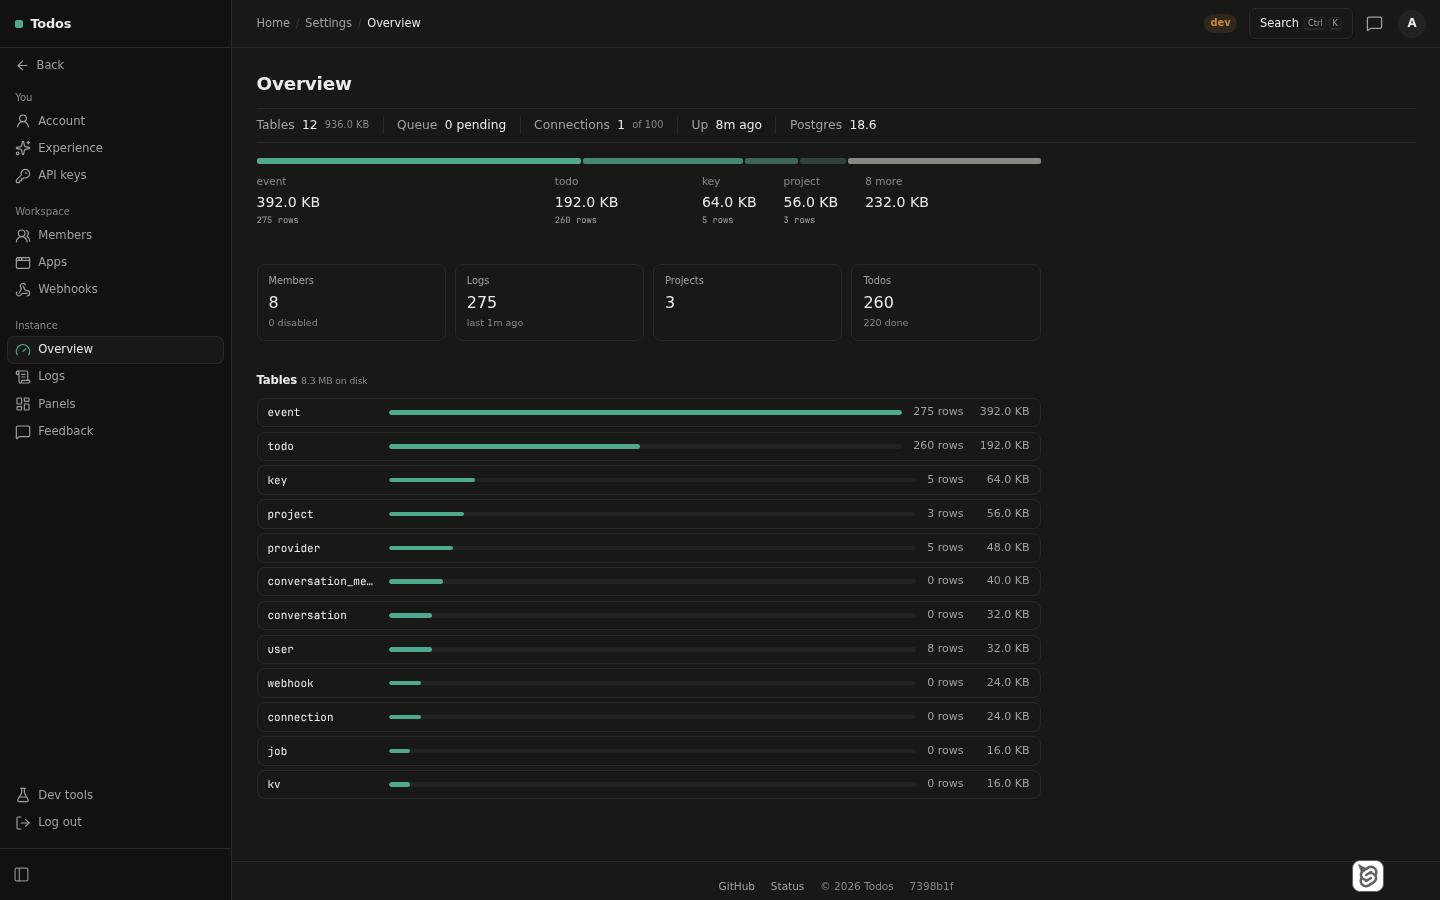 Todos
Home / Settings / Overview
dev
Search Ctrl K
A
Back
You
Account
Experience
API keys
Workspace
Members
Apps
Webhooks
Instance
Overview
Logs
Panels
Feedback
Dev tools
Log out
Overview
Tables 12 936.0 KB
Queue 0 pending
Connections 1 of 100
Up 8m ago
Postgres 18.6
event
392.0 KB
275 rows
todo
192.0 KB
260 rows
key
64.0 KB
5 rows
project
56.0 KB
3 rows
8 more
232.0 KB
Members
8
0 disabled
Logs
275
last 1m ago
Projects
3
Todos
260
220 done
Tables 8.3 MB on disk
event 275 rows 392.0 KB
todo 260 rows 192.0 KB
key 5 rows 64.0 KB
project 3 rows 56.0 KB
provider 5 rows 48.0 KB
conversation_me… 0 rows 40.0 KB
conversation 0 rows 32.0 KB
user 8 rows 32.0 KB
webhook 0 rows 24.0 KB
connection 0 rows 24.0 KB
job 0 rows 16.0 KB
kv 0 rows 16.0 KB
GitHub Status © 2026 Todos 7398b1f